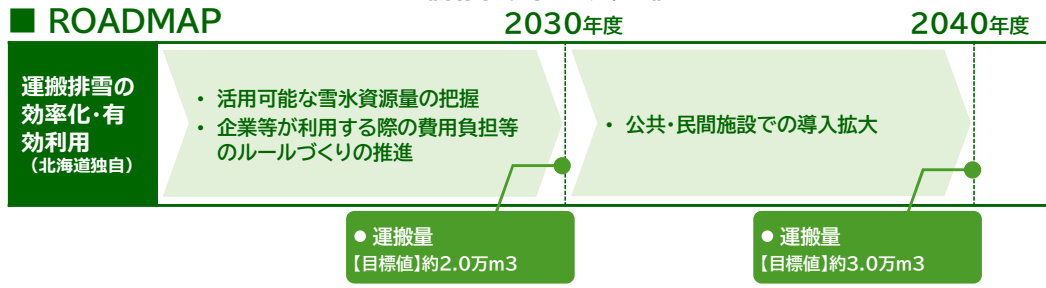 ■ ROADMAP
2030年度
2040年度
運搬排雪の
効率化・有
効利用
（北海道独自）
・ 活用可能な雪氷資源量の把握
・ 企業等が利用する際の費用負担等
のルールづくりの推進
・ 公共・民間施設での導入拡大
● 運搬量
【目標値】約2.0万m3
● 運搬量
【目標値】約3.0万m3